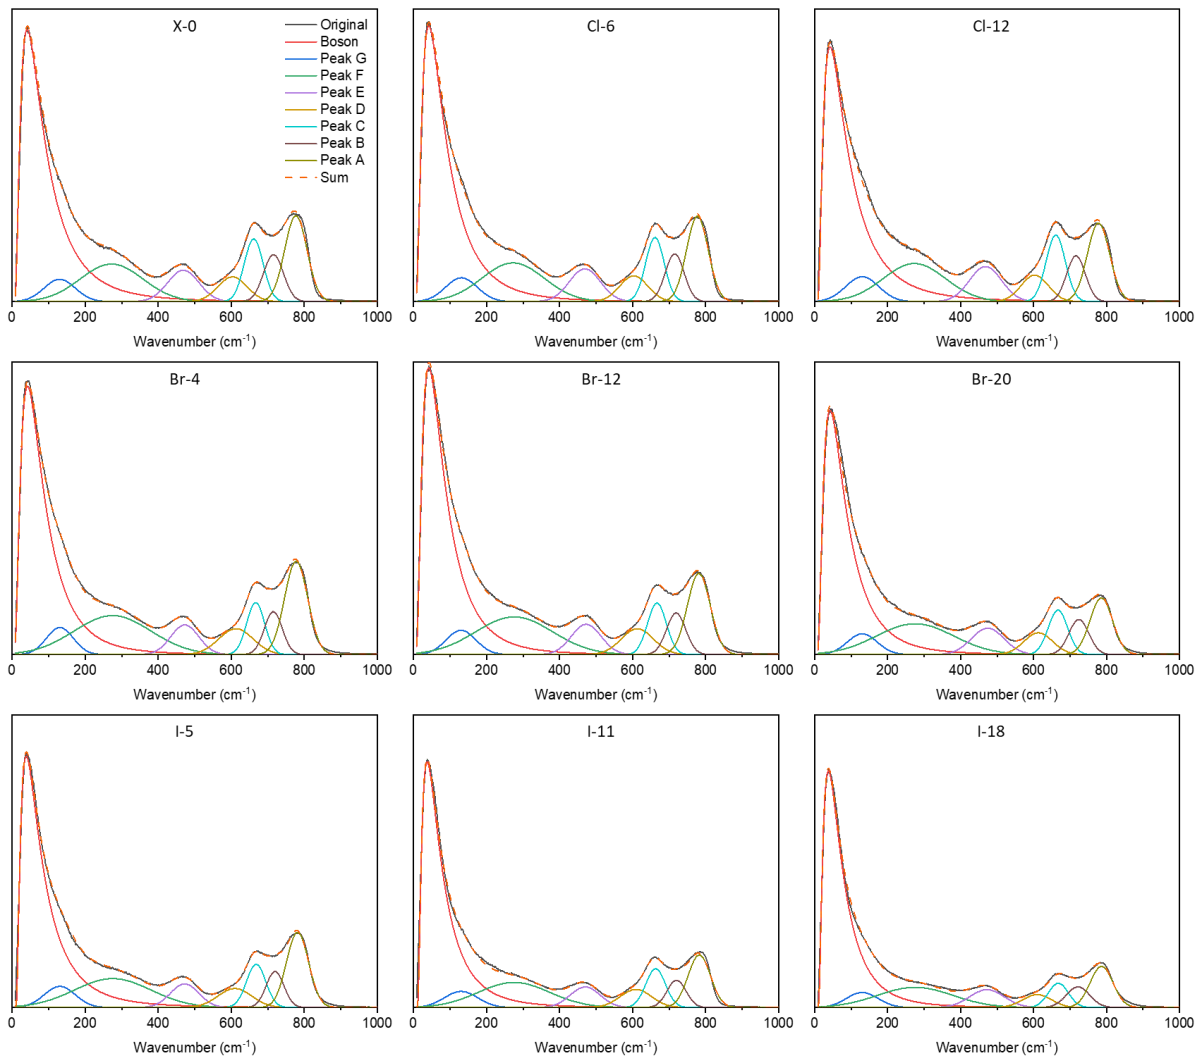 X-0
Original
Boson
Peak G
Peak F
Peak E
Peak D
Peak C
Peak B
Peak A
Sum
0 200 400 600 800 1000
Wavenumber (cm⁻¹)
Cl-6
0 200 400 600 800 1000
Wavenumber (cm⁻¹)
Cl-12
0 200 400 600 800 1000
Wavenumber (cm⁻¹)
Br-4
0 200 400 600 800 1000
Wavenumber (cm⁻¹)
Br-12
0 200 400 600 800 1000
Wavenumber (cm⁻¹)
Br-20
0 200 400 600 800 1000
Wavenumber (cm⁻¹)
I-5
0 200 400 600 800 1000
Wavenumber (cm⁻¹)
I-11
0 200 400 600 800 1000
Wavenumber (cm⁻¹)
I-18
0 200 400 600 800 1000
Wavenumber (cm⁻¹)